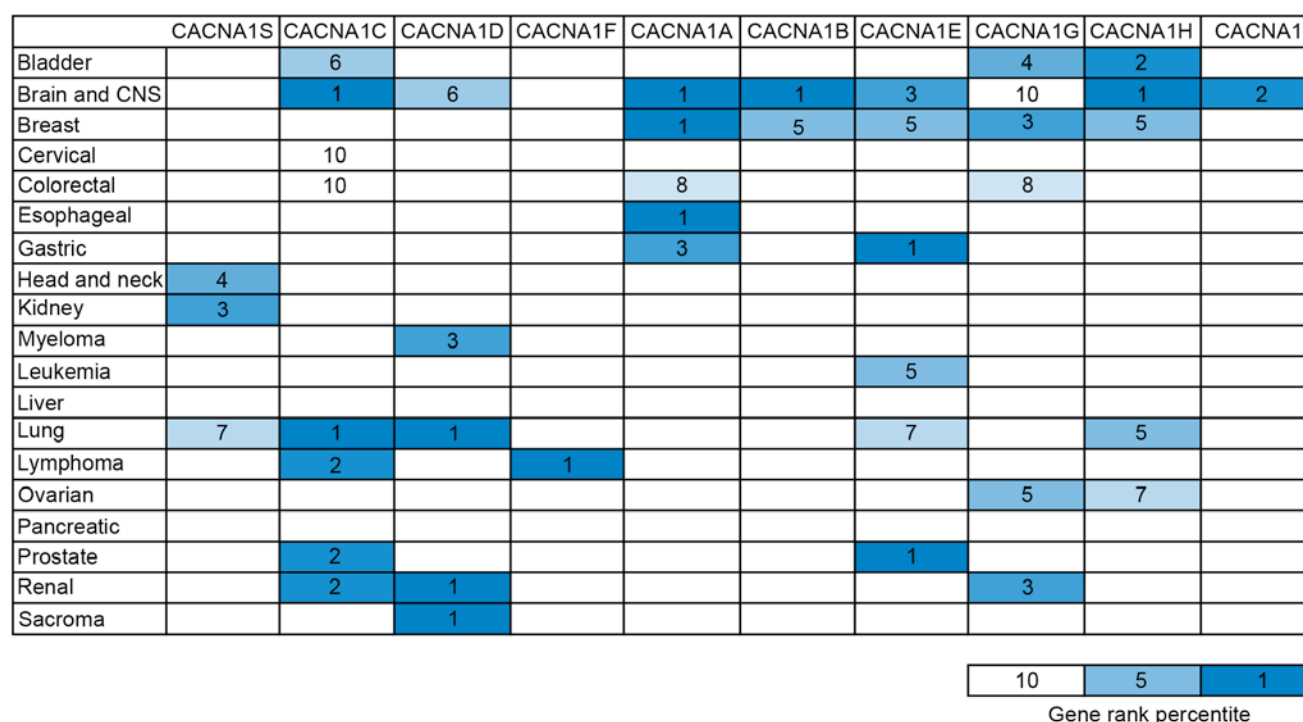 CACNA1S CACNA1C CACNA1D CACNA1F CACNA1A CACNA1B CACNA1E CACNA1G CACNA1H CACNA1
Bladder 6 4 2
Brain and CNS 1 6 1 1 3 10 1 2
Breast 1 5 5 3 5
Cervical 10
Colorectal 10 8 8
Esophageal 1
Gastric 3 1
Head and neck 4
Kidney 3
Myeloma 3
Leukemia 5
Liver
Lung 7 1 1 7 5
Lymphoma 2 1
Ovarian 5 7
Pancreatic
Prostate 2 1
Renal 2 1 3
Sacroma 1
10 5 1
Gene rank percentite